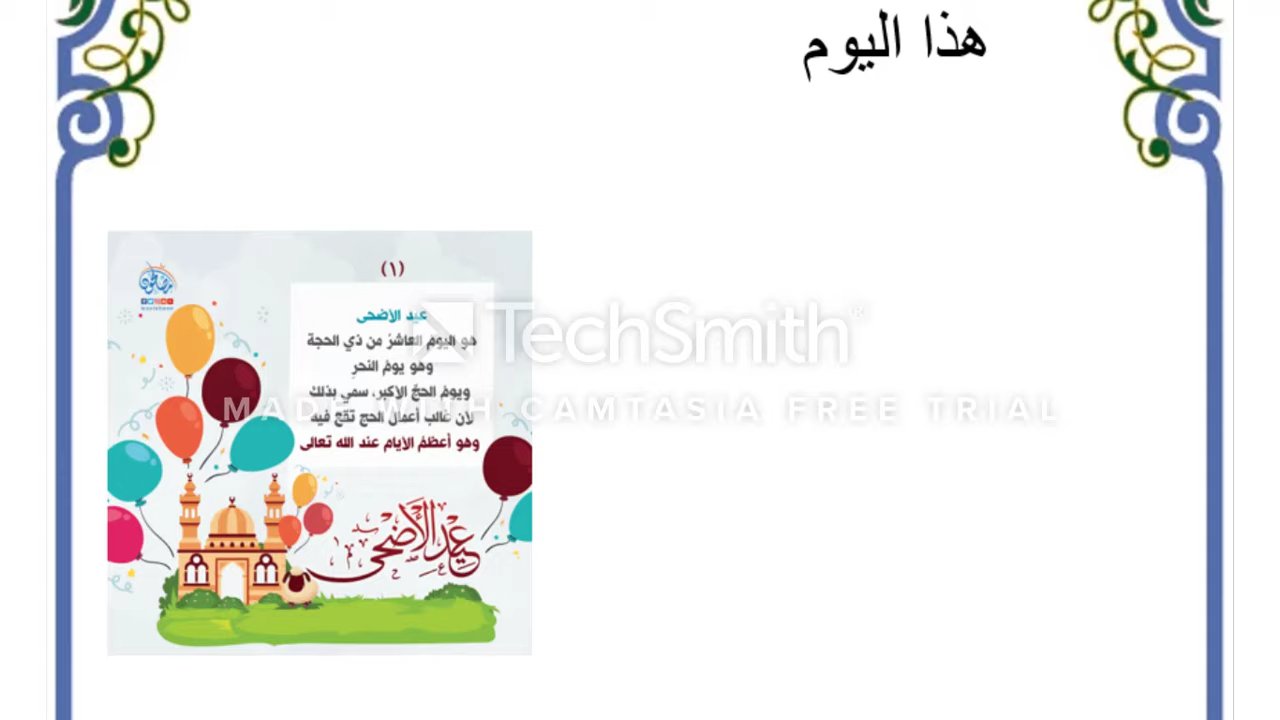 هذا اليوم
(١)
عيد الأضحى
هو اليومُ العاشرُ من ذي الحجة
وهو يومُ النحرِ
ويومُ الحجِّ الأكبرِ، سمي بذلك
لأن غالب أعمال الحج تقع فيه
وهو أعظمُ الأيام عند الله تعالى
عيد الأضحى
TechSmith
MADE WITH CAMTASIA FREE TRIAL